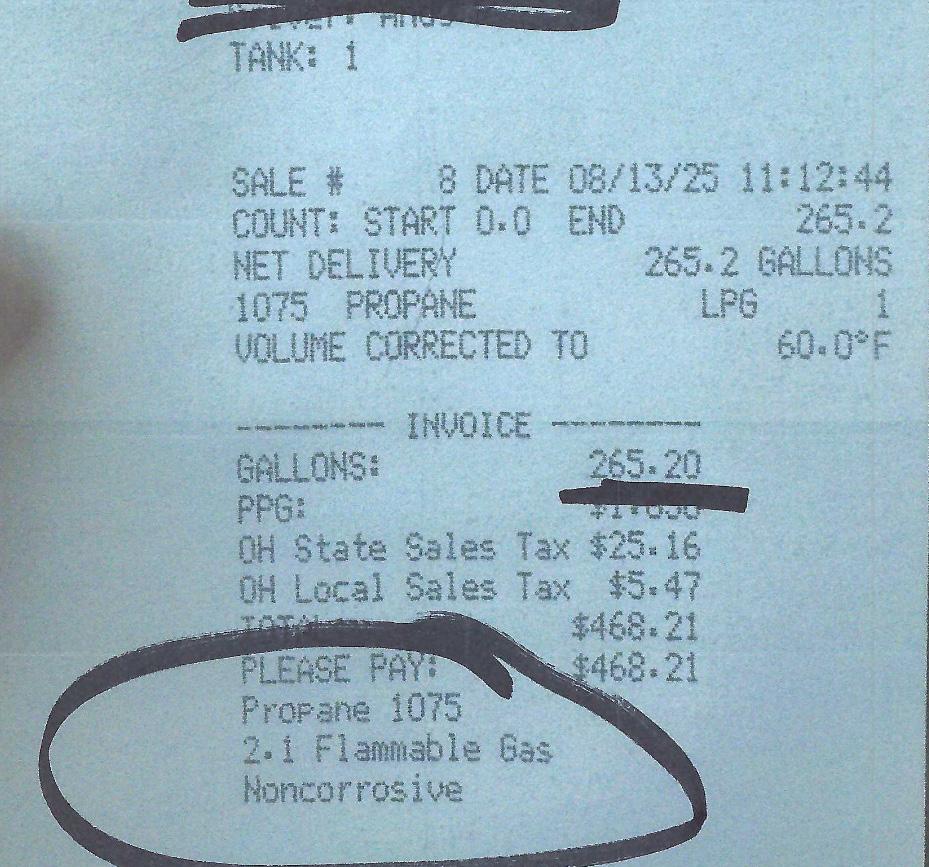 TANK: 1
SALE # 8 DATE 08/13/25 11:12:44
COUNT: START 0.0 END 265.2
NET DELIVERY 265.2 GALLONS
1075 PROPANE LPG 1
VOLUME CORRECTED TO 60.0°F
-------- INVOICE --------
GALLONS: 265.20
PPG:
OH State Sales Tax $25.16
OH Local Sales Tax $5.47
$468.21
PLEASE PAY: $468.21
Propane 1075
2.1 Flammable Gas
Noncorrosive